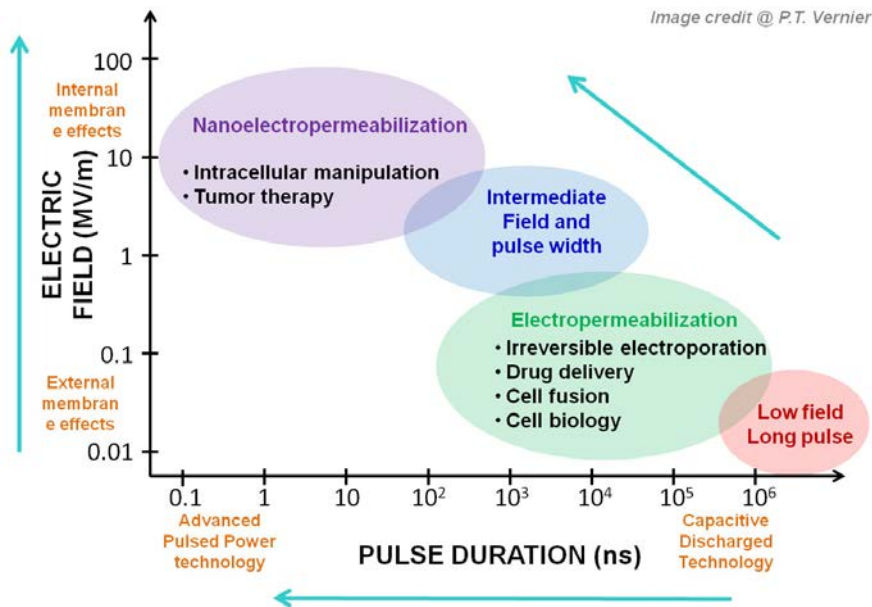 Image credit @ P.T. Vernier
100
10
1
0.1
0.01
Internal
membran
e effects
External
membran
e effects
ELECTRIC
FIELD (MV/m)
Nanoelectropermeabilization
• Intracellular manipulation
• Tumor therapy
Intermediate
Field and
pulse width
Electropermeabilization
• Irreversible electroporation
• Drug delivery
• Cell fusion
• Cell biology
Low field
Long pulse
0.1 1 10 10² 10³ 10⁴ 10⁵ 10⁶
Advanced
Pulsed Power
technology
PULSE DURATION (ns)
Capacitive
Discharged
Technology